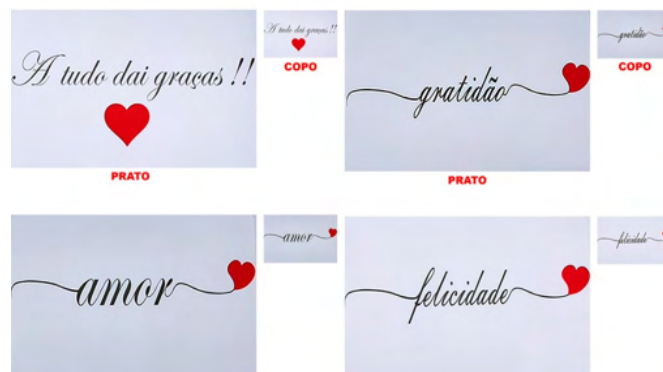 A tudo dai graças !!
PRATO
A tudo dai graças !!
COPO
gratidão
PRATO
gratidão
COPO
amor
amor
felicidade
felicidade